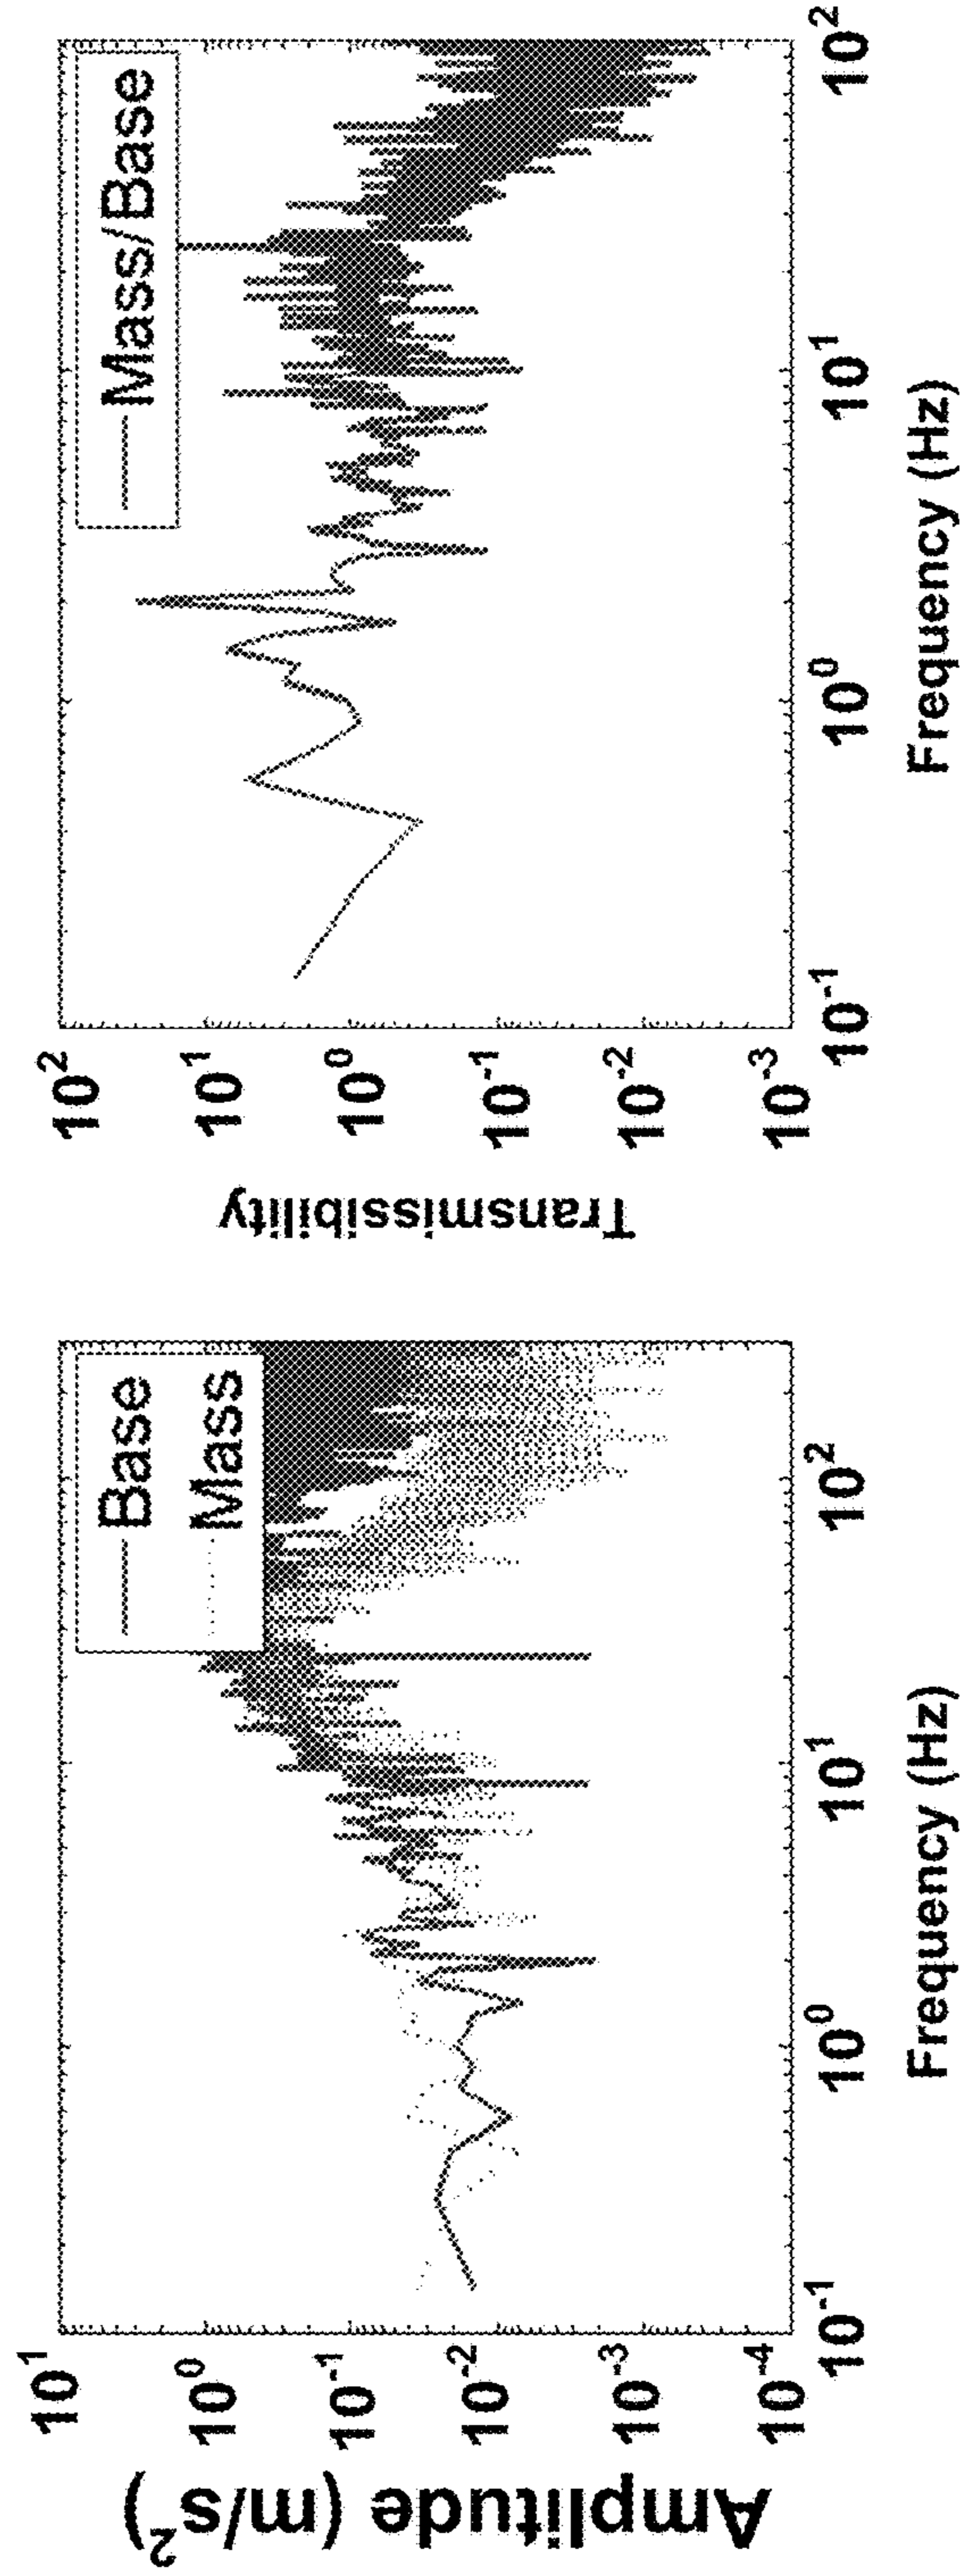 Amplitude (m/s²)
10¹
10⁰
10⁻¹
10⁻²
10⁻³
10⁻⁴
Base
Mass
10⁻¹
10⁰
10¹
10²
Frequency (Hz)
Transmissibility
10²
10¹
10⁰
10⁻¹
10⁻²
10⁻³
Mass/Base
10⁻¹
10⁰
10¹
10²
Frequency (Hz)